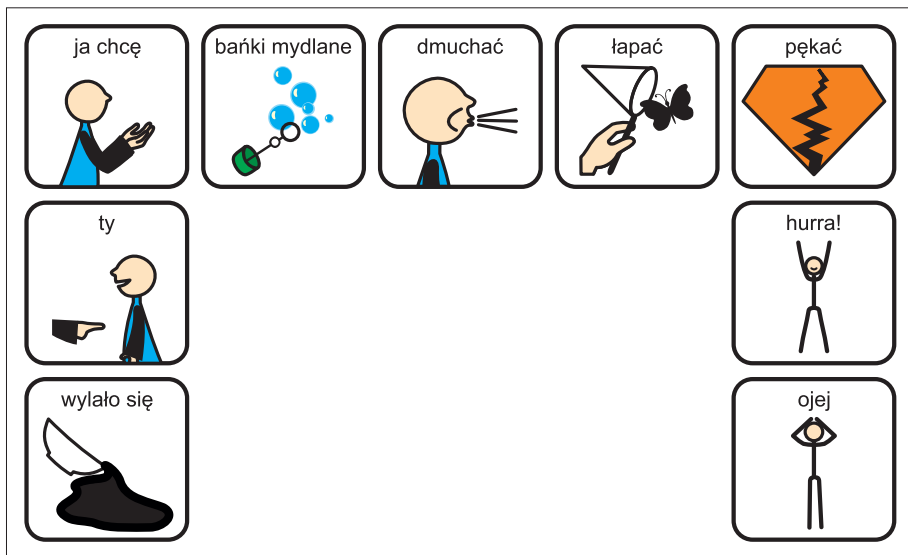 ja chcę
bańki mydlane
dmuchać
łapać
pękać
ty
hurra!
wylało się
ojej